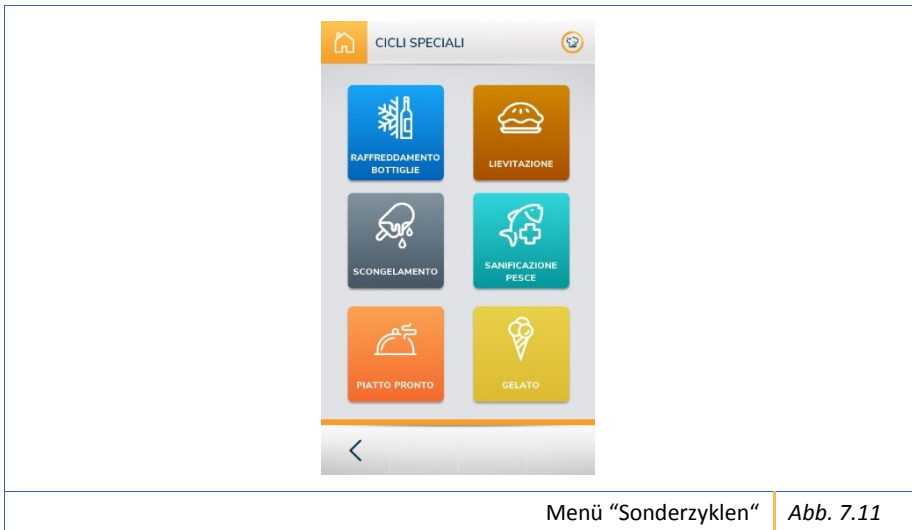 CICLI SPECIALI
RAFFREDDAMENTO
BOTTIGLIE
LIEVITAZIONE
SCONGELAMENTO
SANIFICAZIONE
PESCE
PIATTO PRONTO
GELATO
Menü “Sonderzyklen“ Abb. 7.11